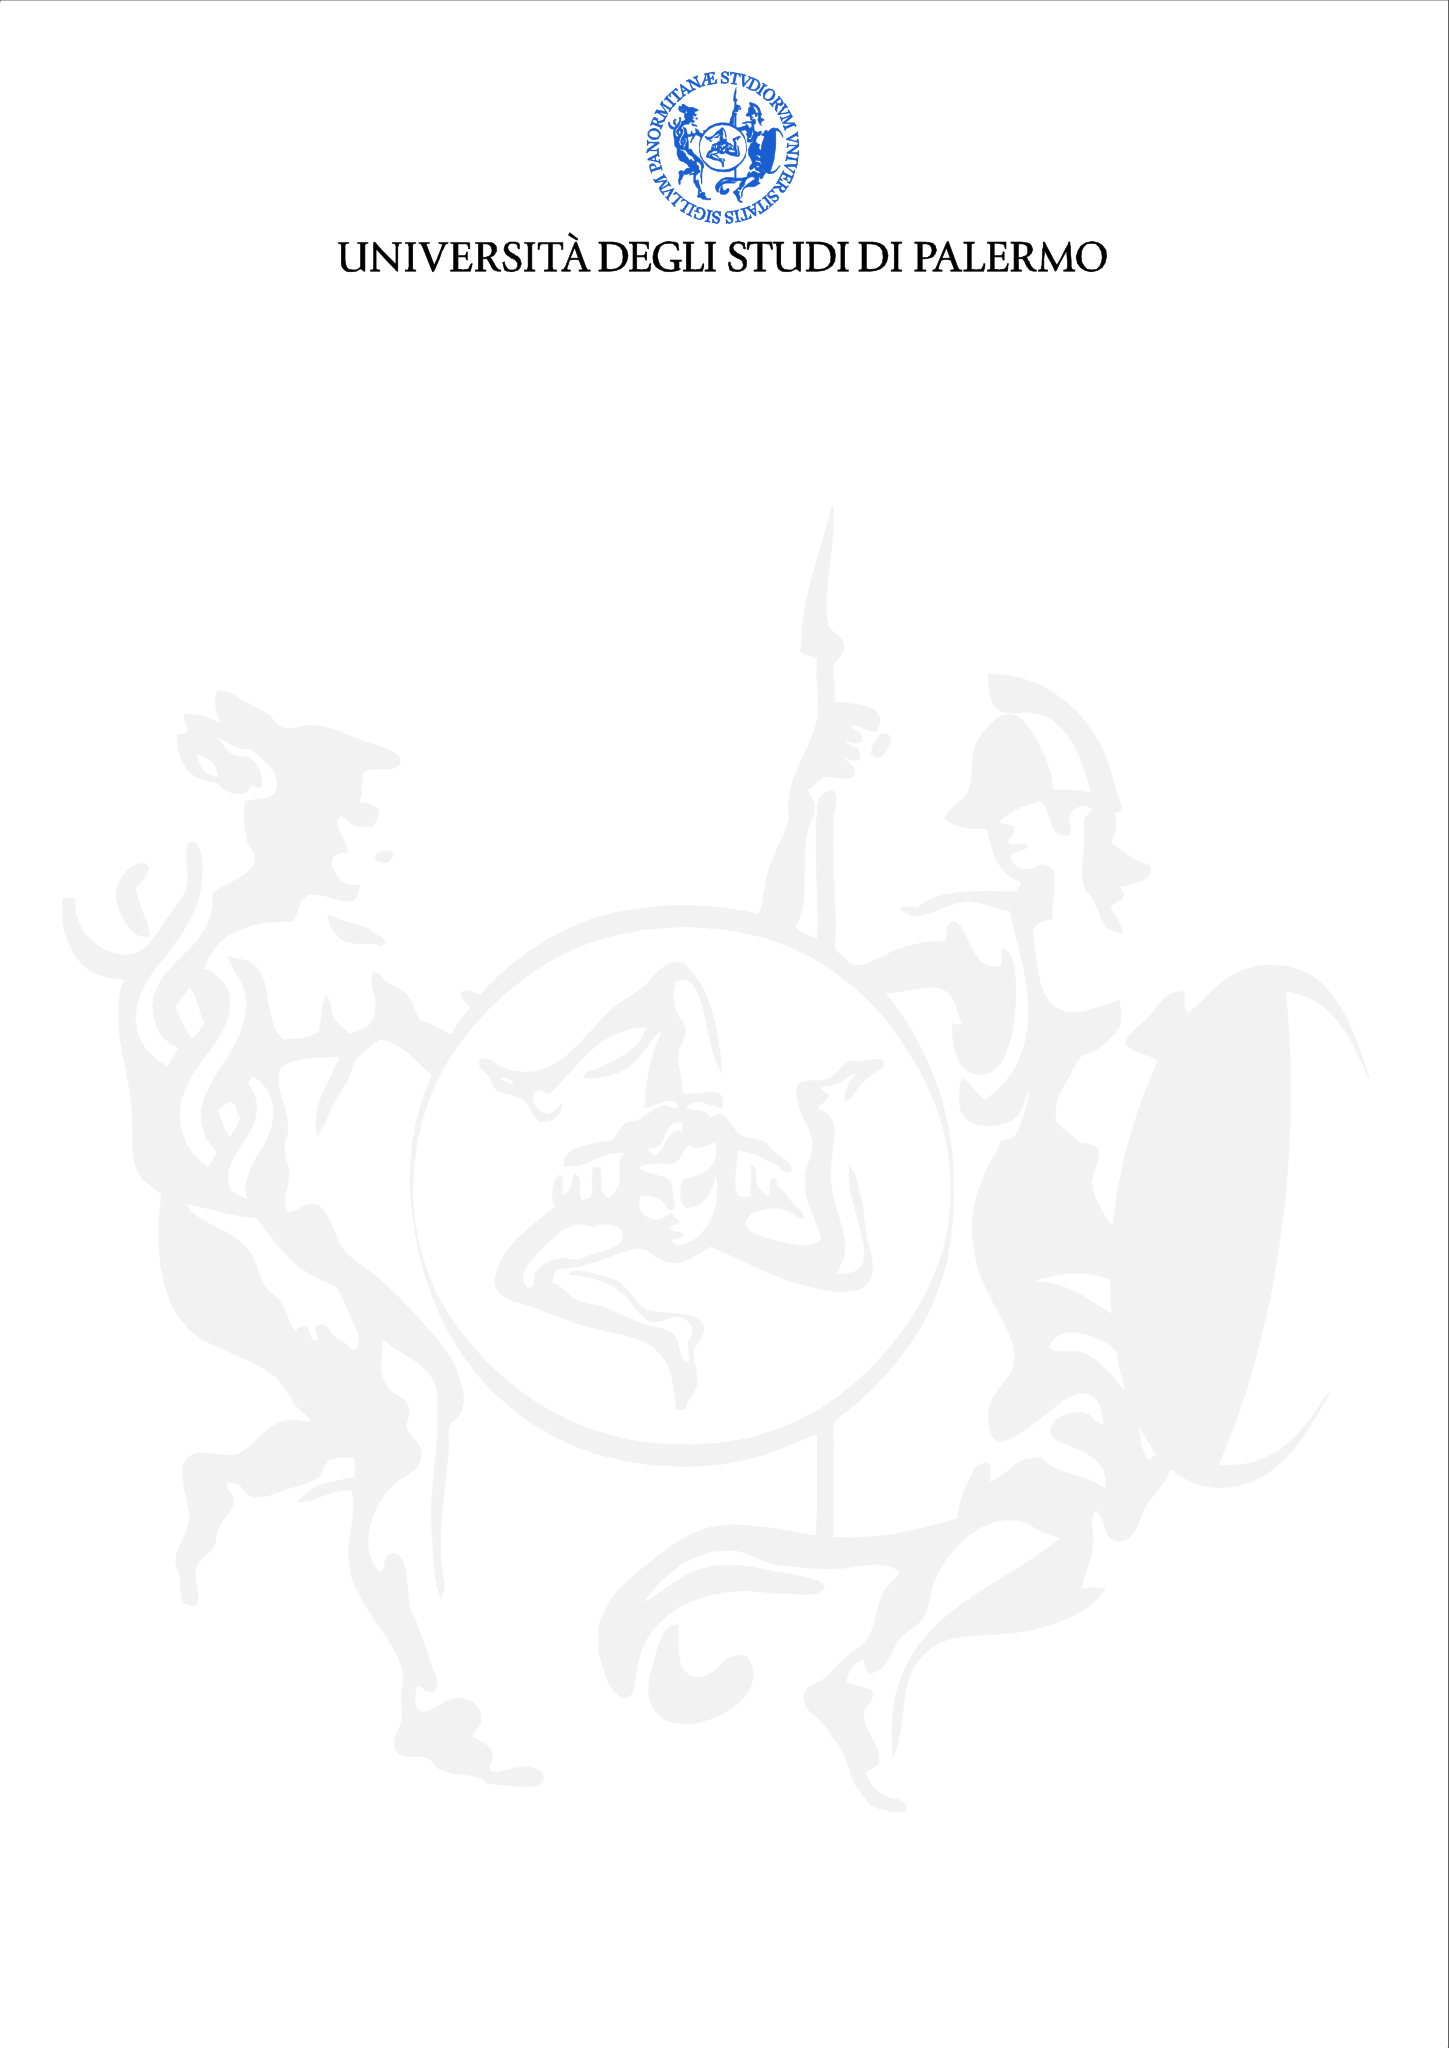 SIGILLVM PANORMITANÆ STVDIORVM VNIVERSITATIS
UNIVERSITÀ DEGLI STUDI DI PALERMO